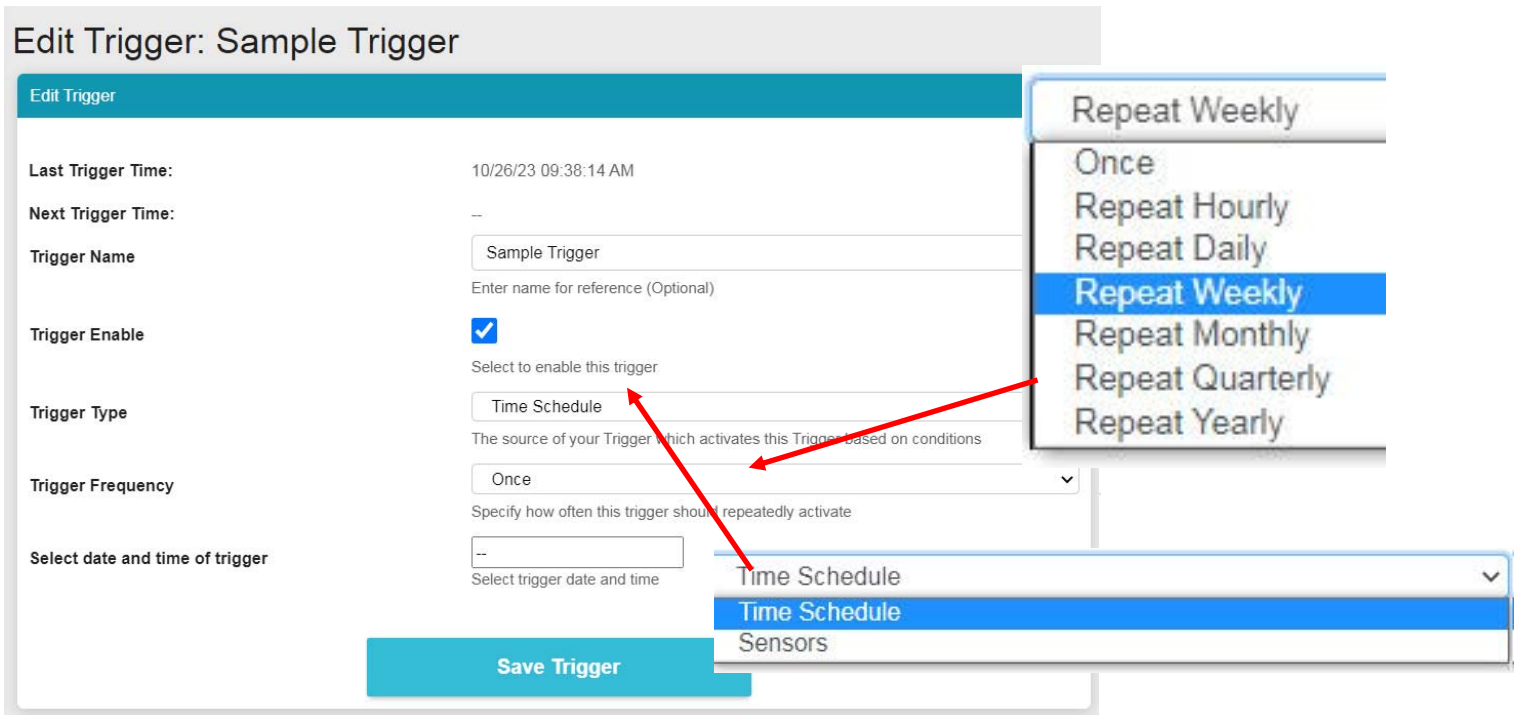 Edit Trigger: Sample Trigger
Edit Trigger
Last Trigger Time:
10/26/23 09:38:14 AM
Next Trigger Time:
--
Trigger Name
Sample Trigger
Enter name for reference (Optional)
Trigger Enable
Select to enable this trigger
Trigger Type
Time Schedule
The source of your Trigger which activates this Trigger based on conditions
Trigger Frequency
Once
Specify how often this trigger should repeatedly activate
Select date and time of trigger
--
Select trigger date and time
Save Trigger
Repeat Weekly
Once
Repeat Hourly
Repeat Daily
Repeat Weekly
Repeat Monthly
Repeat Quarterly
Repeat Yearly
Time Schedule
Time Schedule
Sensors